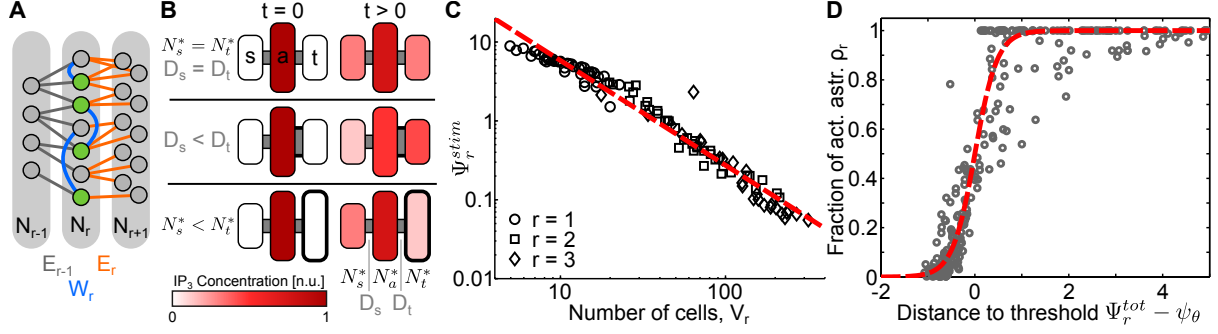 A
N_{r-1}
N_r
N_{r+1}
E_{r-1}
E_r
W_r
B
t = 0
t > 0
N_s^* = N_t^*
D_s = D_t
s
a
t
D_s < D_t
N_s^* < N_t^*
IP_3 Concentration [n.u.]
0
1
N_s^*
N_a^*
N_t^*
D_s
D_t
C
Ψ_r^{stim}
10
1
0.1
0.01
r = 1
r = 2
r = 3
10
100
Number of cells, V_r
D
Fraction of act. astr. ρ_r
1
0.8
0.6
0.4
0.2
0
-2
0
2
4
Distance to threshold Ψ_r^{tot} − ψ_θ